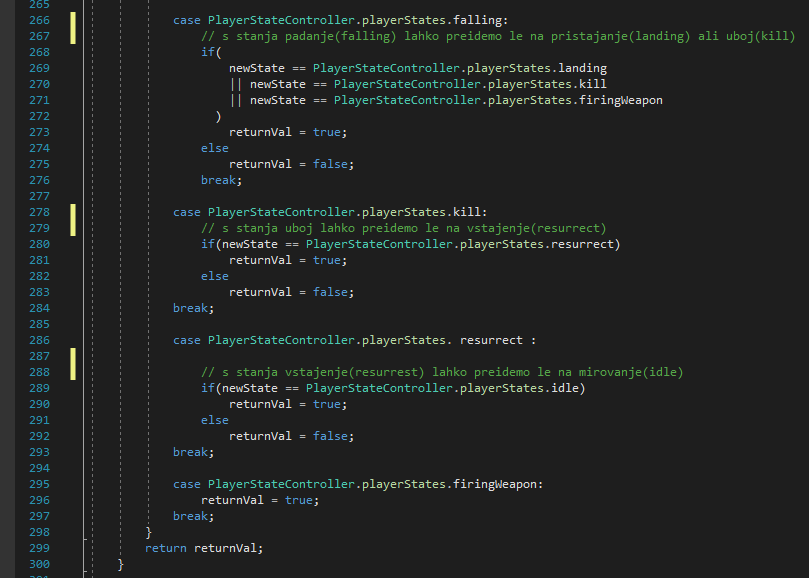 265
266 case PlayerStateController.playerStates.falling:
267 // s stanja padanje(falling) lahko preidemo le na pristajanje(landing) ali uboj(kill)
268 if(
269 newState == PlayerStateController.playerStates.landing
270 || newState == PlayerStateController.playerStates.kill
271 || newState == PlayerStateController.playerStates.firingWeapon
272 )
273 returnVal = true;
274 else
275 returnVal = false;
276 break;
277
278 case PlayerStateController.playerStates.kill:
279 // s stanja uboj lahko preidemo le na vstajenje(resurrect)
280 if(newState == PlayerStateController.playerStates.resurrect)
281 returnVal = true;
282 else
283 returnVal = false;
284 break;
285
286 case PlayerStateController.playerStates. resurrect :
287
288 // s stanja vstajenje(resurrest) lahko preidemo le na mirovanje(idle)
289 if(newState == PlayerStateController.playerStates.idle)
290 returnVal = true;
291 else
292 returnVal = false;
293 break;
294
295 case PlayerStateController.playerStates.firingWeapon:
296 returnVal = true;
297 break;
298 }
299 return returnVal;
300 }